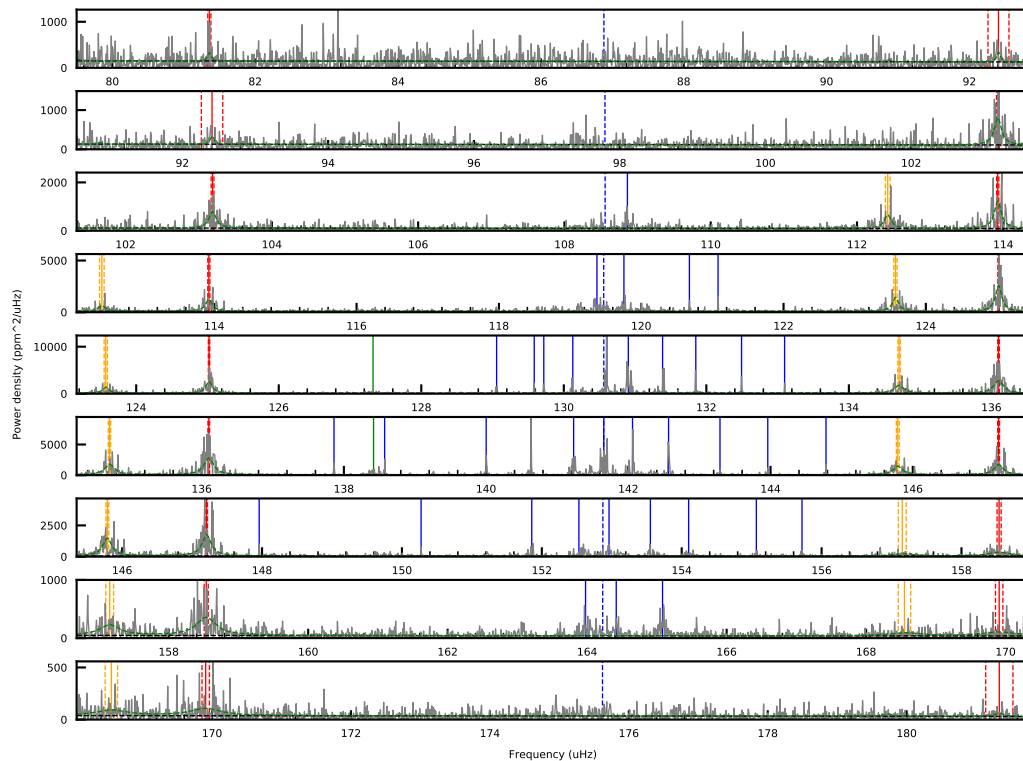 1000
0
80 82 84 86 88 90 92
1000
0
92 94 96 98 100 102
2000
0
102 104 106 108 110 112 114
5000
0
114 116 118 120 122 124
10000
0
124 126 128 130 132 134 136
5000
0
136 138 140 142 144 146
2500
0
146 148 150 152 154 156 158
1000
0
158 160 162 164 166 168 170
500
0
170 172 174 176 178 180
Power density (ppm^2/uHz)
Frequency (uHz)